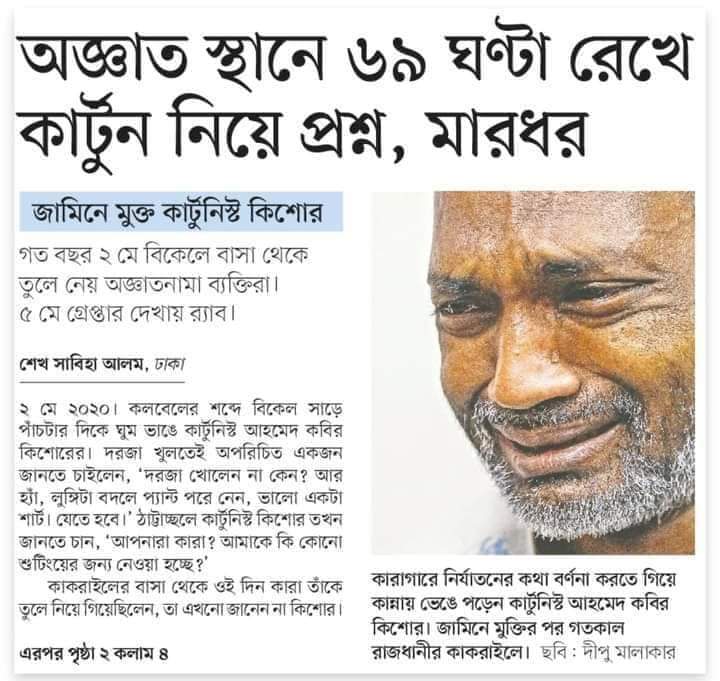 অজ্ঞাত স্থানে ৬৯ ঘণ্টা রেখে
কার্টুন নিয়ে প্রশ্ন, মারধর
জামিনে মুক্ত কার্টুনিস্ট কিশোর
গত বছর ২ মে বিকেলে বাসা থেকে
তুলে নেয় অজ্ঞাতনামা ব্যক্তিরা।
৫ মে গ্রেপ্তার দেখায় র‍্যাব।
শেখ সাবিহা আলম, ঢাকা
২ মে ২০২০। কলবেলের শব্দে বিকেল সাড়ে
পাঁচটার দিকে ঘুম ভাঙে কার্টুনিস্ট আহমেদ কবির
কিশোরের। দরজা খুলতেই অপরিচিত একজন
জানতে চাইলেন, ‘দরজা খোলেন না কেন? আর
হ্যাঁ, লুঙ্গিটা বদলে প্যান্ট পরে নেন, ভালো একটা
শার্ট। যেতে হবে।’ ঠাট্টাচ্ছলে কার্টুনিস্ট কিশোর তখন
জানতে চান, ‘আপনারা কারা? আমাকে কি কোনো
শুটিংয়ের জন্য নেওয়া হচ্ছে?’
কাকরাইলের বাসা থেকে ওই দিন কারা তাঁকে
তুলে নিয়ে গিয়েছিলেন, তা এখনো জানেন না কিশোর।
এরপর পৃষ্ঠা ২ কলাম ৪
কারাগারে নির্যাতনের কথা বর্ণনা করতে গিয়ে
কান্নায় ভেঙে পড়েন কার্টুনিস্ট আহমেদ কবির
কিশোর। জামিনে মুক্তির পর গতকাল
রাজধানীর কাকরাইলে। ছবি : দীপু মালাকার